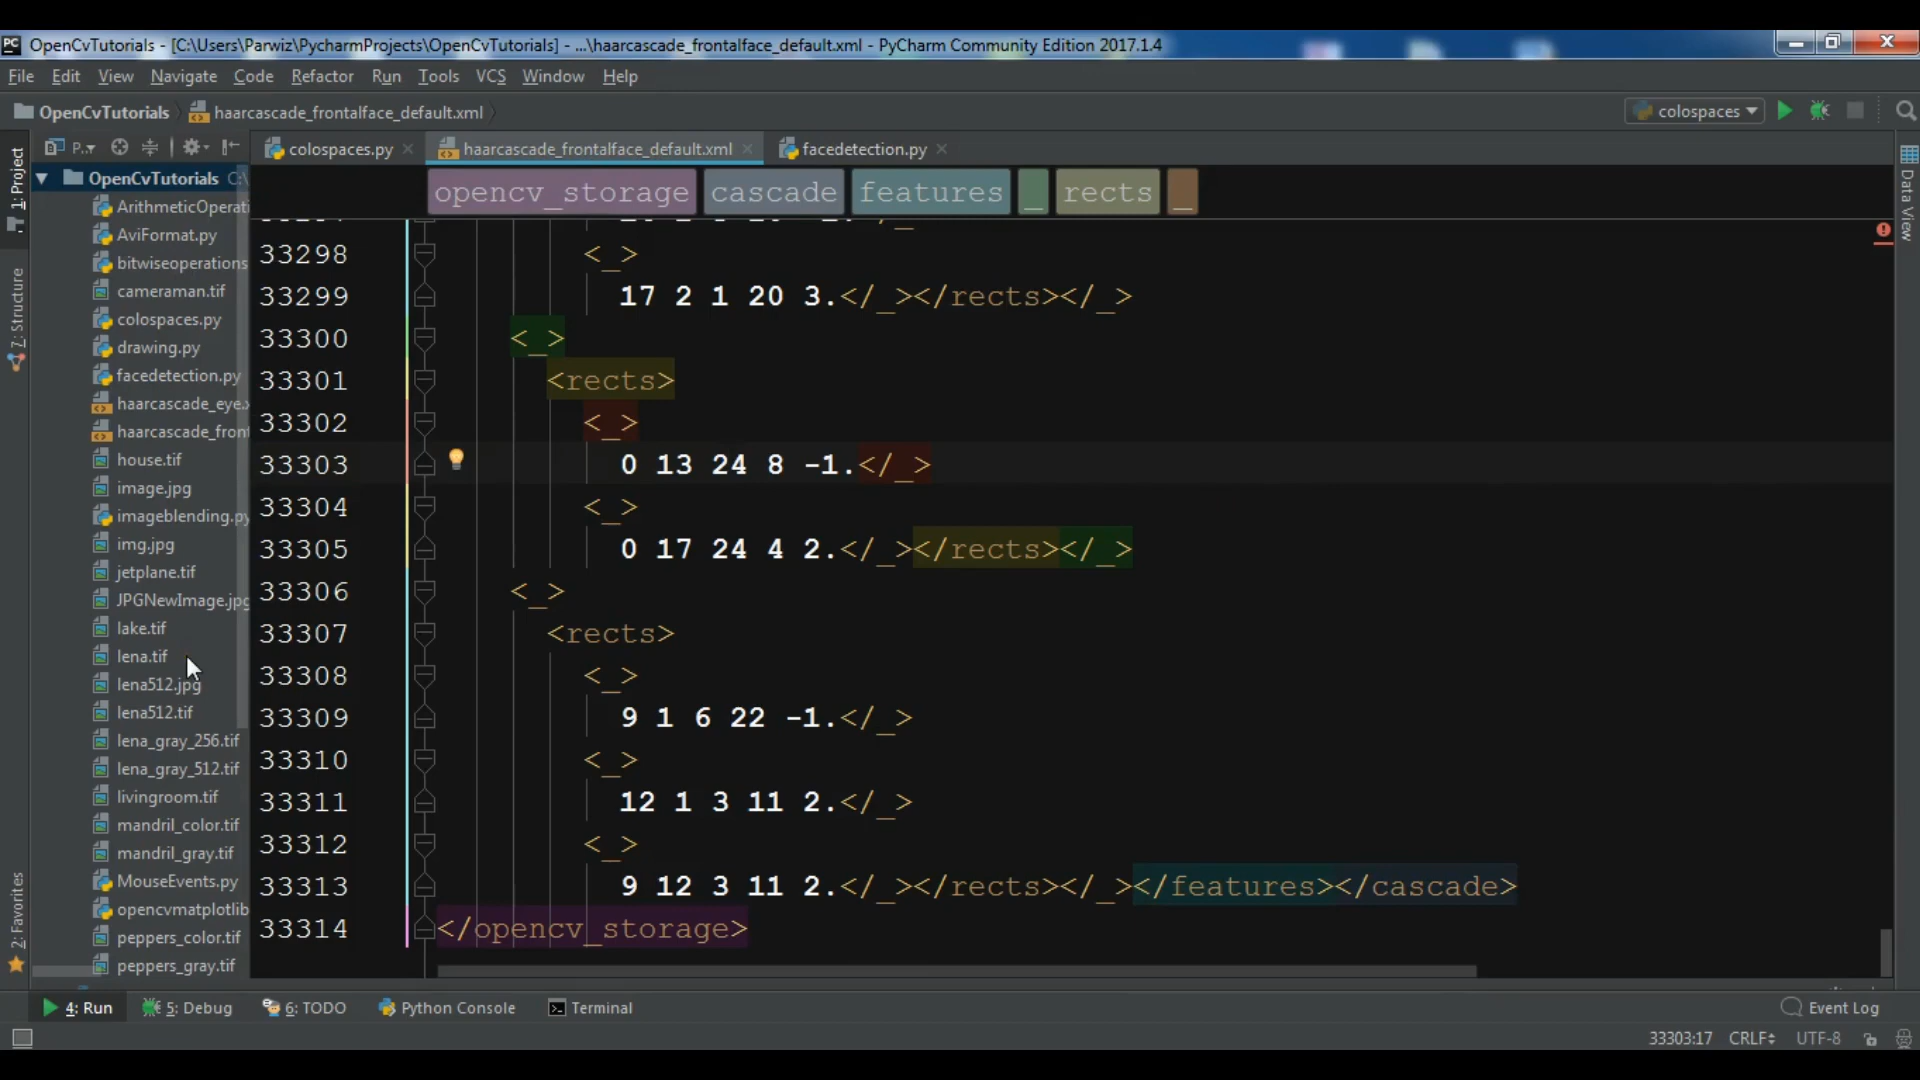 PC OpenCvTutorials - [C:\Users\Parwiz\PycharmProjects\OpenCvTutorials] - ...\haarcascade_frontalface_default.xml - PyCharm Community Edition 2017.1.4
File Edit View Navigate Code Refactor Run Tools VCS Window Help
OpenCvTutorials haarcascade_frontalface_default.xml colospaces
P.. colospaces.py haarcascade_frontalface_default.xml facedetection.py
OpenCvTutorials C:\
opencv_storage cascade features _ rects _
ArithmeticOperati
AviFormat.py
bitwiseoperations
cameraman.tif
colospaces.py
drawing.py
facedetection.py
haarcascade_eye.x
haarcascade_front
house.tif
image.jpg
imageblending.py
img.jpg
jetplane.tif
JPGNewImage.jpg
lake.tif
lena.tif
lena512.jpg
lena512.tif
lena_gray_256.tif
lena_gray_512.tif
livingroom.tif
mandril_color.tif
mandril_gray.tif
MouseEvents.py
opencvmatplotlib
peppers_color.tif
peppers_gray.tif
33298 <_>
33299 17 2 1 20 3.</_></rects></_>
33300 <_>
33301 <rects>
33302 <_>
33303 0 13 24 8 -1.</_>
33304 <_>
33305 0 17 24 4 2.</_></rects></_>
33306 <_>
33307 <rects>
33308 <_>
33309 9 1 6 22 -1.</_>
33310 <_>
33311 12 1 3 11 2.</_>
33312 <_>
33313 9 12 3 11 2.</_></rects></_></features></cascade>
33314 </opencv_storage>
1: Project
7: Structure
2: Favorites
Data View
4: Run 5: Debug 6: TODO Python Console Terminal Event Log
33303:17 CRLF UTF-8